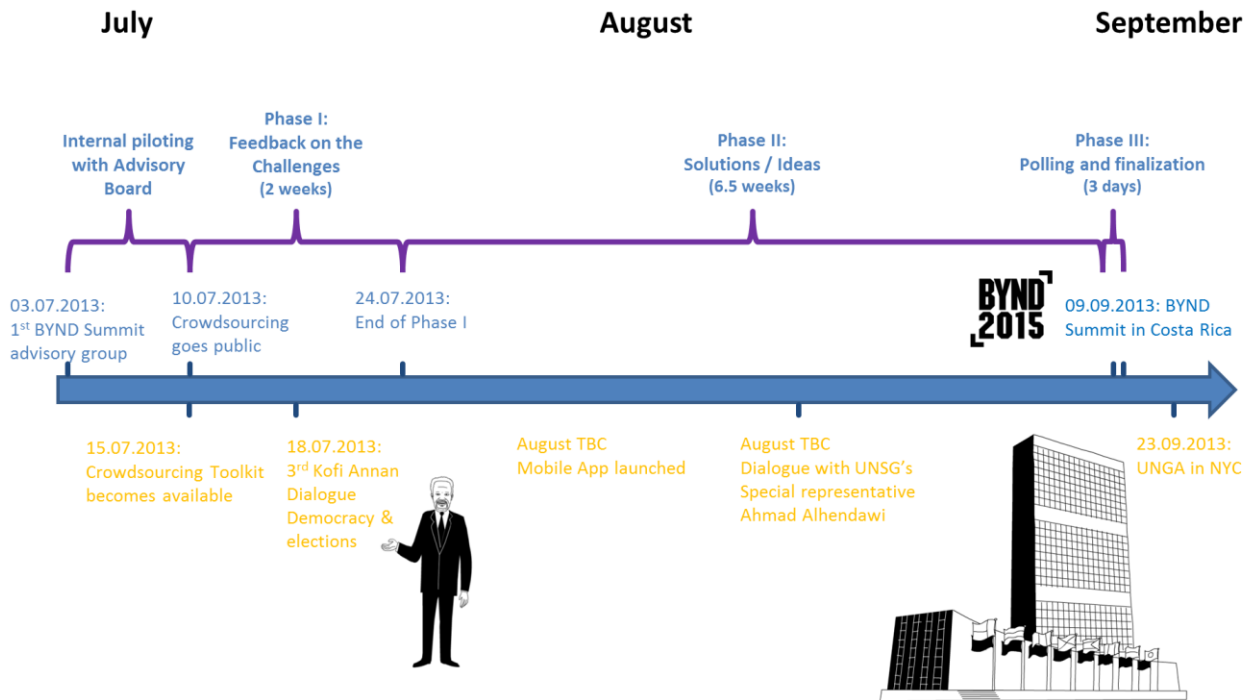 July
August
September
Internal piloting
with Advisory
Board
Phase I:
Feedback on the
Challenges
(2 weeks)
Phase II:
Solutions / Ideas
(6.5 weeks)
Phase III:
Polling and finalization
(3 days)
03.07.2013:
1st BYND Summit
advisory group
10.07.2013:
Crowdsourcing
goes public
24.07.2013:
End of Phase I
BYND
2015
09.09.2013: BYND
Summit in Costa Rica
15.07.2013:
Crowdsourcing Toolkit
becomes available
18.07.2013:
3rd Kofi Annan
Dialogue
Democracy &
elections
August TBC
Mobile App launched
August TBC
Dialogue with UNSG's
Special representative
Ahmad Alhendawi
23.09.2013:
UNGA in NYC